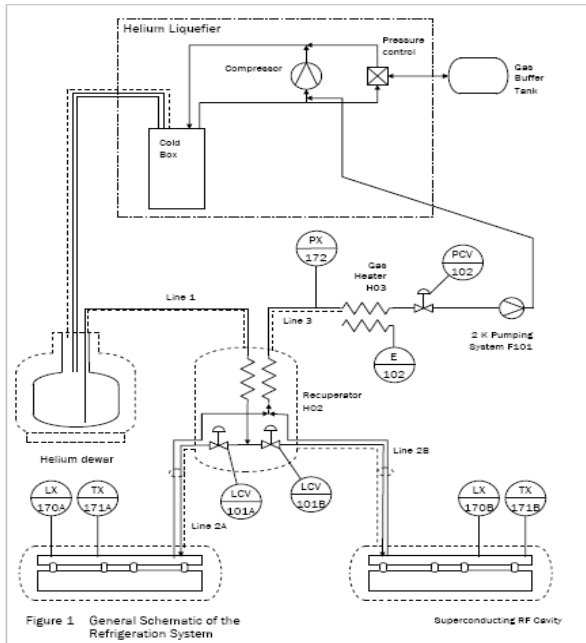 Helium Liquefier
Pressure
control
Compressor
Gas
Buffer
Tank
Cold
Box
PX
172
Gas
Heater
H03
PCV
102
Line 1
Line 3
E
102
2 K Pumping
System F101
Recuperator
H02
Helium dewar
Line 2B
LCV
101A
LCV
101B
Line 2A
LX
170A
TX
171A
LX
170B
TX
171B
Figure 1 General Schematic of the
Refrigeration System
Superconducting RF Cavity